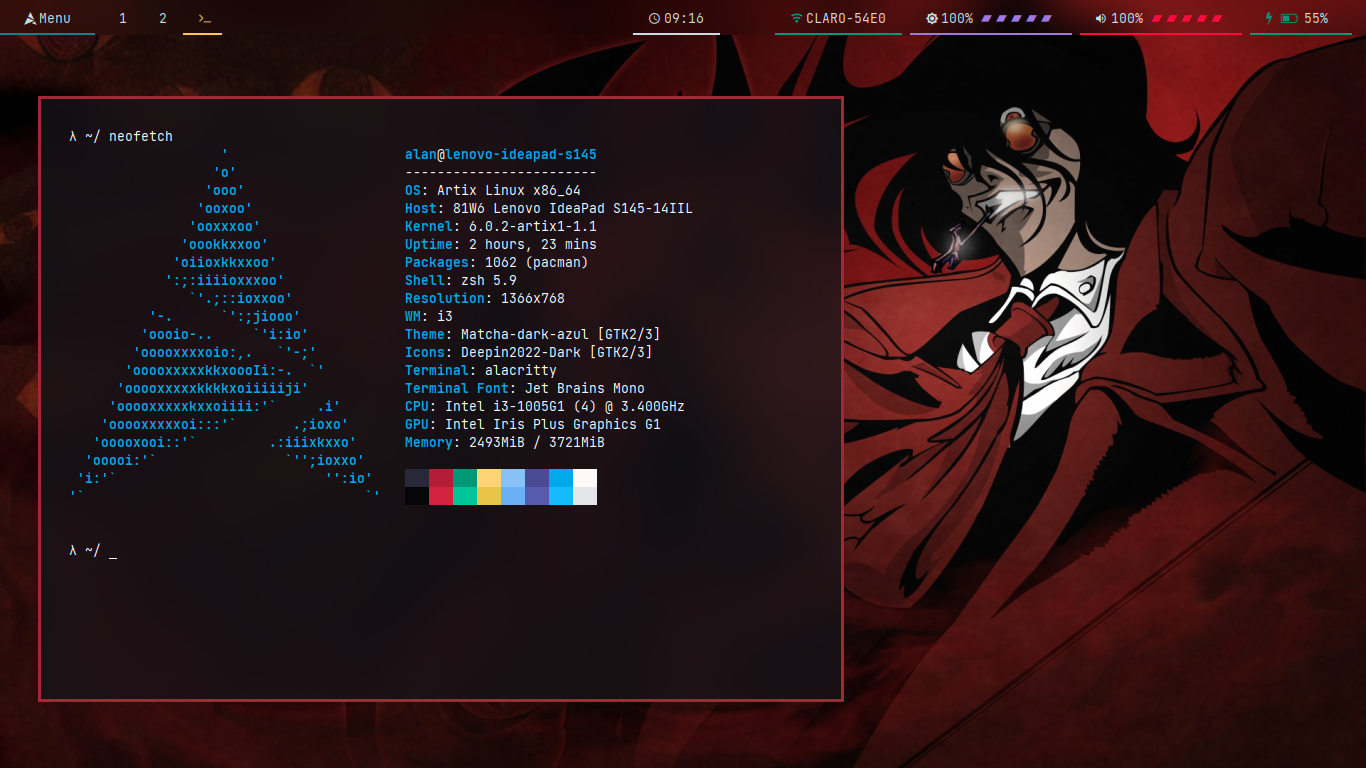 Menu 1 2 >_ 09:16 CLARO-54E0 100% 100% 55%
λ ~/ neofetch
'
'o'
'ooo'
'ooxoo'
'ooxxxoo'
'oookkxxoo'
'oiioxkkxxoo'
':;:iiiioxxxoo'
`'.;::ioxxoo'
'-. `':;jiooo'
'oooio-.. `'i:io'
'ooooxxxxoio:,. `'-;'
'ooooxxxxxkkxoooIi:-. `'
'ooooxxxxxkkkkxoiiiiiji'
'ooooxxxxxkxxoiiii:'` .i'
'ooooxxxxxoi:::'` .;ioxo'
'ooooxooi::'` .:iiixkxxo'
'ooooi:'` `'';ioxxo'
'i:'` '':io'
'` `'
alan@lenovo-ideapad-s145
------------------------
OS: Artix Linux x86_64
Host: 81W6 Lenovo IdeaPad S145-14IIL
Kernel: 6.0.2-artix1-1.1
Uptime: 2 hours, 23 mins
Packages: 1062 (pacman)
Shell: zsh 5.9
Resolution: 1366x768
WM: i3
Theme: Matcha-dark-azul [GTK2/3]
Icons: Deepin2022-Dark [GTK2/3]
Terminal: alacritty
Terminal Font: Jet Brains Mono
CPU: Intel i3-1005G1 (4) @ 3.400GHz
GPU: Intel Iris Plus Graphics G1
Memory: 2493MiB / 3721MiB
λ ~/ _